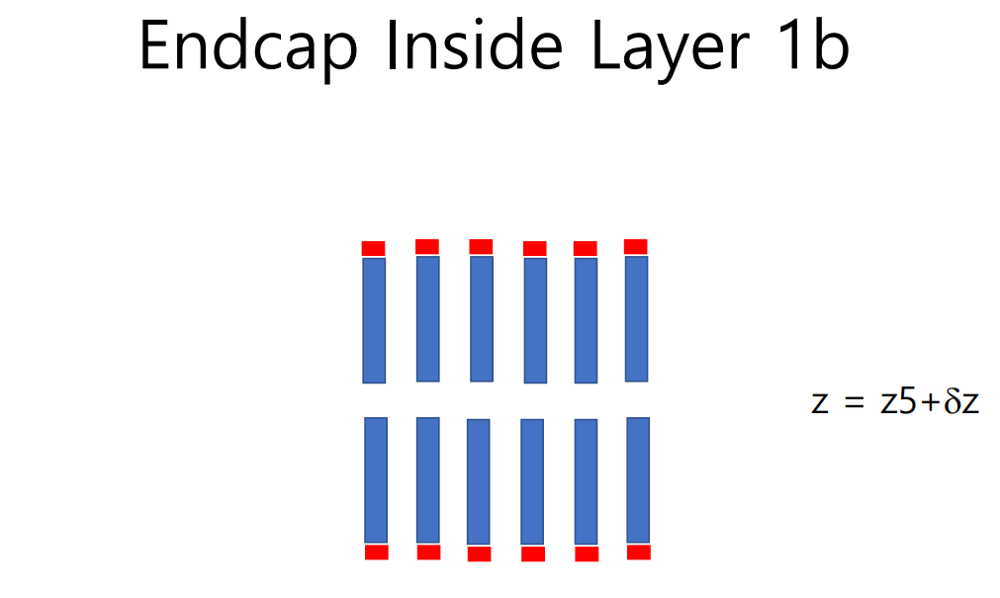 Endcap Inside Layer 1b
z = z5+δz